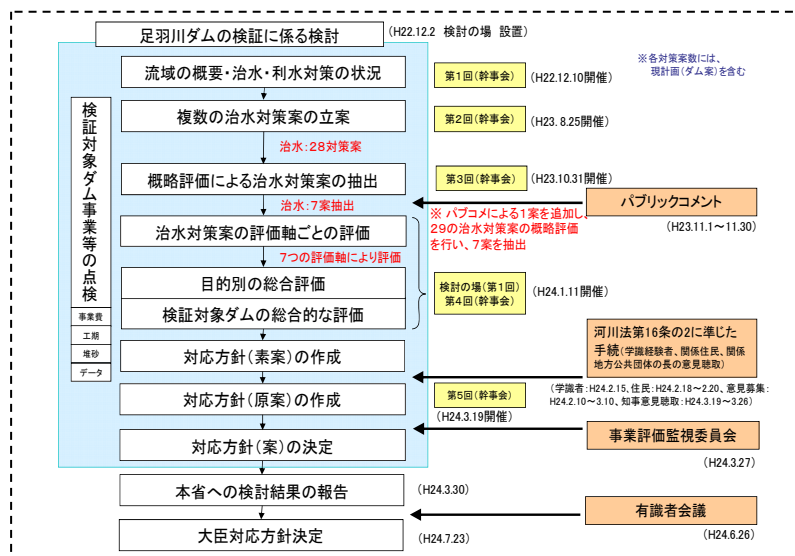 足羽川ダムの検証に係る検討
(H22.12.2 検討の場 設置)
流域の概要・治水・利水対策の状況
第1回(幹事会)
(H22.12.10開催)
※各対策案数には、
現計画(ダム案)を含む
複数の治水対策案の立案
第2回(幹事会)
(H23.8.25開催)
治水:28対策案
概略評価による治水対策案の抽出
第3回(幹事会)
(H23.10.31開催)
パブリックコメント
(H23.11.1~11.30)
治水:7案抽出
※ パブコメによる1案を追加し、
29の治水対策案の概略評価
を行い、7案を抽出
治水対策案の評価軸ごとの評価
7つの評価軸により評価
目的別の総合評価
検証対象ダムの総合的な評価
検討の場(第1回)
第4回(幹事会)
(H24.1.11開催)
検証対象ダム事業等の点検
事業費
工期
堆砂
データ
対応方針(素案)の作成
河川法第16条の2に準じた
手続(学識経験者、関係住民、関係
地方公共団体の長の意見聴取)
(学識者:H24.2.15、住民:H24.2.18~2.20、意見募集:
H24.2.10~3.10、知事意見聴取:H24.3.19~3.26)
対応方針(原案)の作成
第5回(幹事会)
(H24.3.19開催)
対応方針(案)の決定
事業評価監視委員会
(H24.3.27)
本省への検討結果の報告
(H24.3.30)
有識者会議
(H24.6.26)
大臣対応方針決定
(H24.7.23)